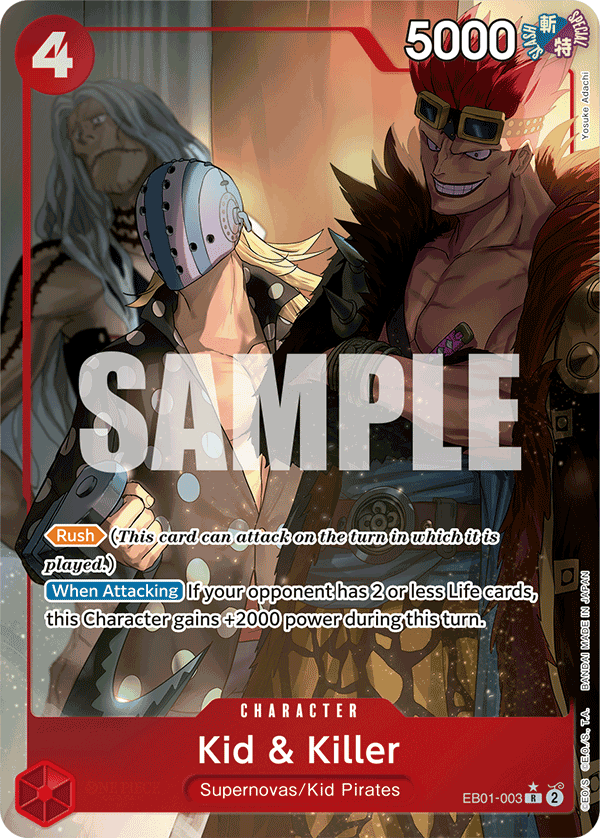 4
5000
斬
SLASH
特
SPECIAL
Yosuke Adachi
SAMPLE
Rush (This card can attack on the turn in which it is
played.)
When Attacking If your opponent has 2 or less Life cards,
this Character gains +2000 power during this turn.
CHARACTER
Kid & Killer
Supernovas/Kid Pirates
EB01-003 R 2
©EO/S ©E.O./S., T.A. BANDAI MADE IN JAPAN